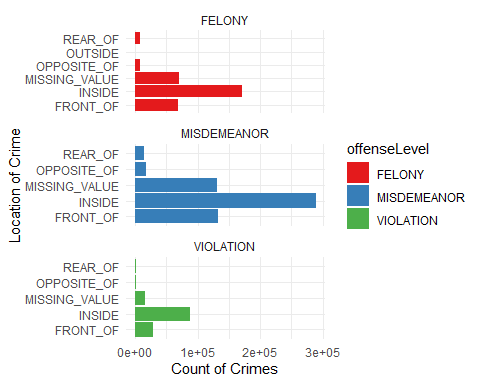 FELONY
REAR_OF
OUTSIDE
OPPOSITE_OF
MISSING_VALUE
INSIDE
FRONT_OF
MISDEMEANOR
REAR_OF
OPPOSITE_OF
MISSING_VALUE
INSIDE
FRONT_OF
VIOLATION
REAR_OF
OPPOSITE_OF
MISSING_VALUE
INSIDE
FRONT_OF
0e+00 1e+05 2e+05 3e+05
Count of Crimes
Location of Crime
offenseLevel
FELONY
MISDEMEANOR
VIOLATION